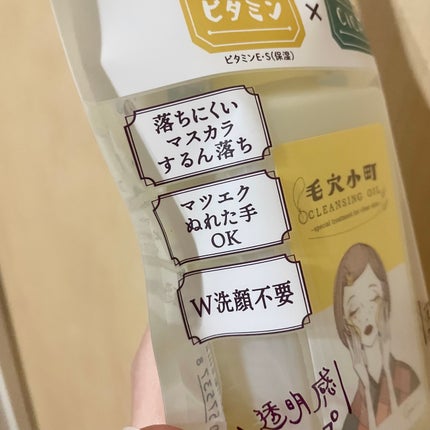 ビタミン
×
ビタミンE・S(保湿)
落ちにくい
マスカラ
するん落ち
マツエク
ぬれた手
OK
W洗顔不要
毛穴小町
CLEANSING OIL
透明感